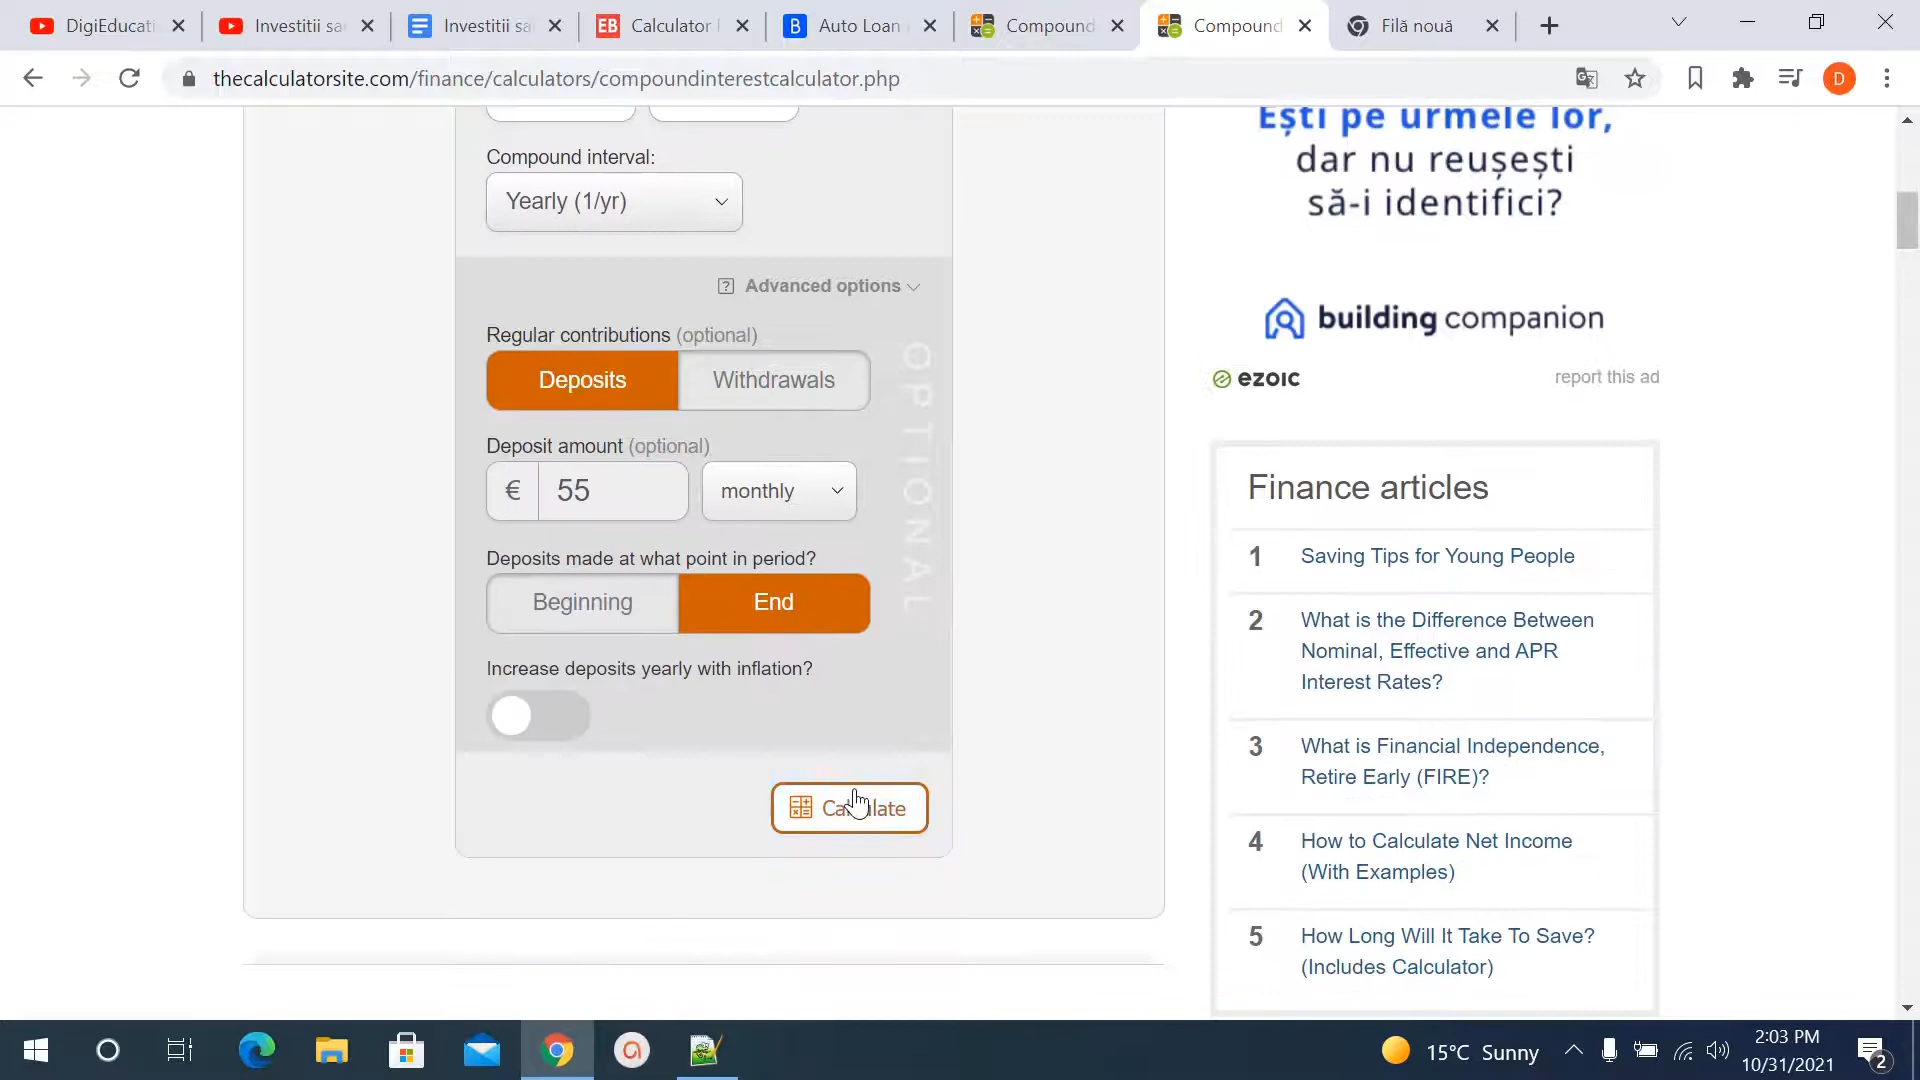 DigiEducati
Investitii sa
Investitii sa
Calculator
Auto Loan
Compound
Compound
Filă nouă
thecalculatorsite.com/finance/calculators/compoundinterestcalculator.php
D
Ești pe urmele lor,
dar nu reușești
să-i identifici?
building companion
ezoic
report this ad
Compound interval:
Yearly (1/yr)
Advanced options
Regular contributions (optional)
Deposits
Withdrawals
Deposit amount (optional)
€ 55
monthly
Deposits made at what point in period?
Beginning
End
Increase deposits yearly with inflation?
OPTIONAL
Calculate
Finance articles
1 Saving Tips for Young People
2 What is the Difference Between
Nominal, Effective and APR
Interest Rates?
3 What is Financial Independence,
Retire Early (FIRE)?
4 How to Calculate Net Income
(With Examples)
5 How Long Will It Take To Save?
(Includes Calculator)
15°C Sunny
2:03 PM
10/31/2021
2